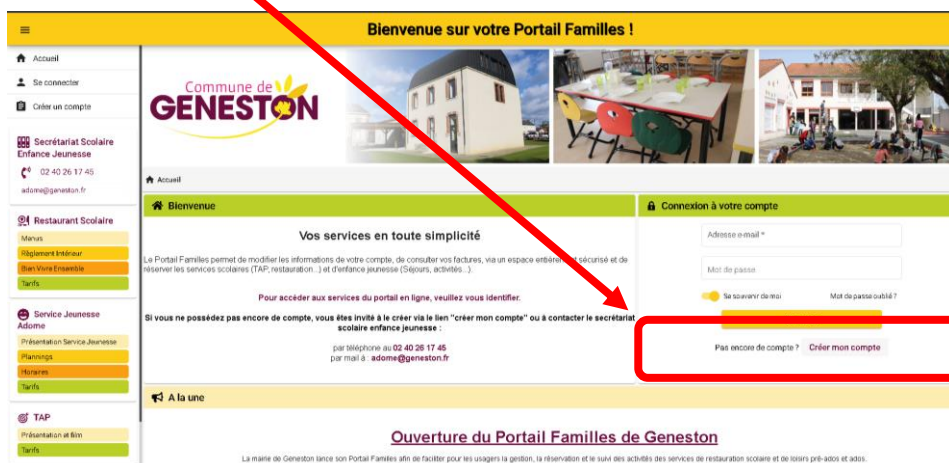 Bienvenue sur votre Portail Familles !
Accueil
Se connecter
Créer un compte
Secrétariat Scolaire
Enfance Jeunesse
02 40 26 17 45
adome@geneston.fr
Restaurant Scolaire
Menus
Règlement Intérieur
Bien Vivre Ensemble
Tarifs
Service Jeunesse
Adome
Présentation Service Jeunesse
Plannings
Horaires
Tarifs
TAP
Présentation et film
Tarifs
Commune de
GENESTON
Accueil
Bienvenue
Vos services en toute simplicité
Le Portail Familles permet de modifier les informations de votre compte, de consulter vos factures, via un espace entièrement sécurisé et de
réserver les services scolaires (TAP, restauration...) et d'enfance jeunesse (Séjours, activités...).
Pour accéder aux services du portail en ligne, veuillez vous identifier.
Si vous ne possédez pas encore de compte, vous êtes invité à le créer via le lien "créer mon compte" ou à contacter le secrétariat
scolaire enfance jeunesse :
par téléphone au 02 40 26 17 45
par mail à : adome@geneston.fr
Connexion à votre compte
Adresse e-mail *
Mot de passe
Se souvenir de moi
Mot de passe oublié ?
Pas encore de compte ? Créer mon compte
A la une
Ouverture du Portail Familles de Geneston
La mairie de Geneston lance son Portail Familles afin de faciliter pour les usagers la gestion, la réservation et le suivi des activités des services de restauration scolaire et de loisirs pré-ados et ados.